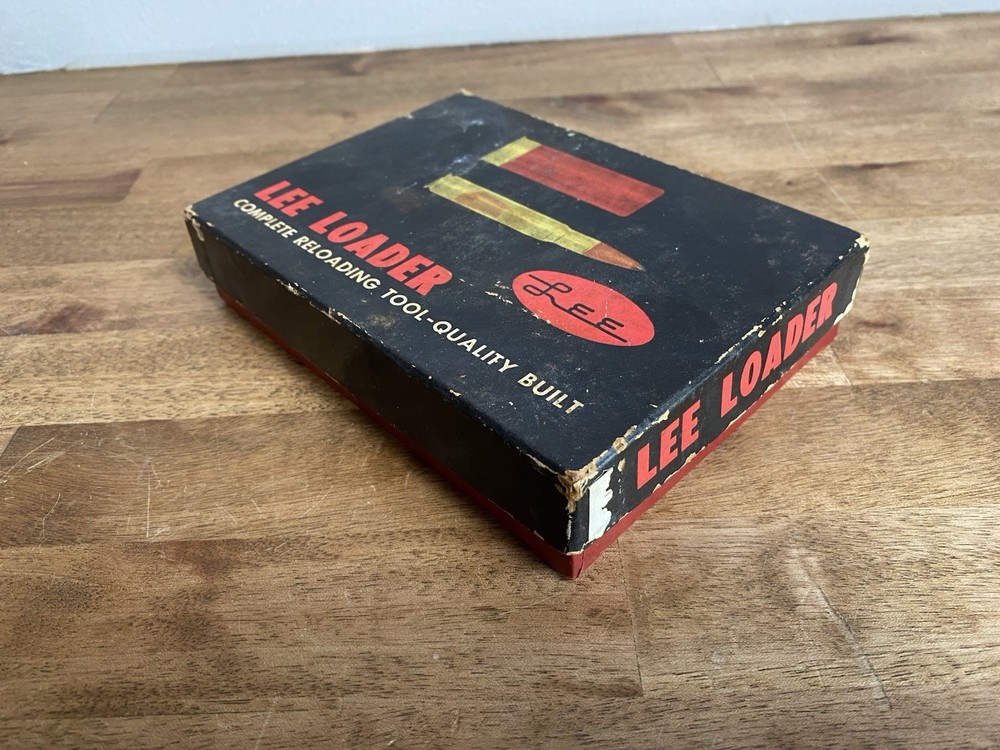 LEE LOADER
COMPLETE RELOADING TOOL-QUALITY BUILT
LEE
LEE LOADER